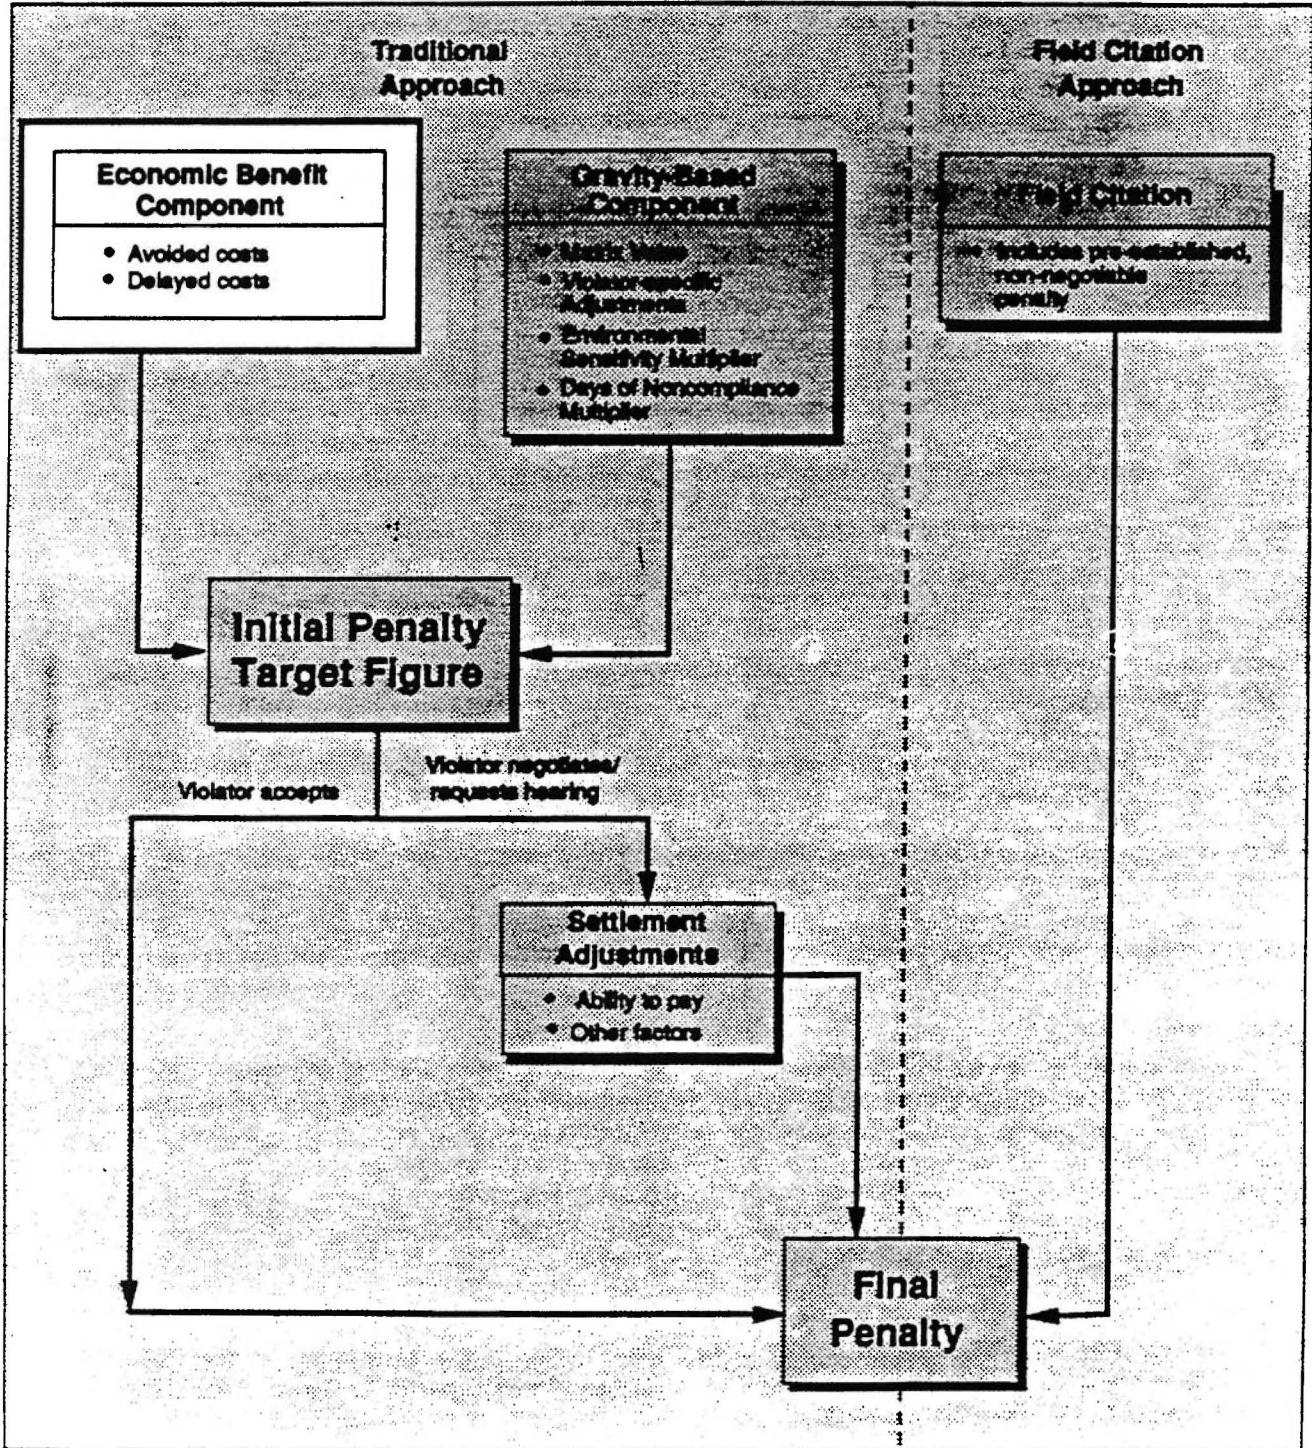 Traditional
Approach
Field Citation
Approach
Economic Benefit
Component
• Avoided costs
• Delayed costs
Gravity-Based
Component
• Matrix Value
• Violator-specific
Adjustments
• Environmental
Sensitivity Multiplier
• Days of Noncompliance
Multiplier
Field Citation
• Includes pre-established,
non-negotiable
penalty
Initial Penalty
Target Figure
Violator accepts
Violator negotiates/
requests hearing
Settlement
Adjustments
• Ability to pay
• Other factors
Final
Penalty